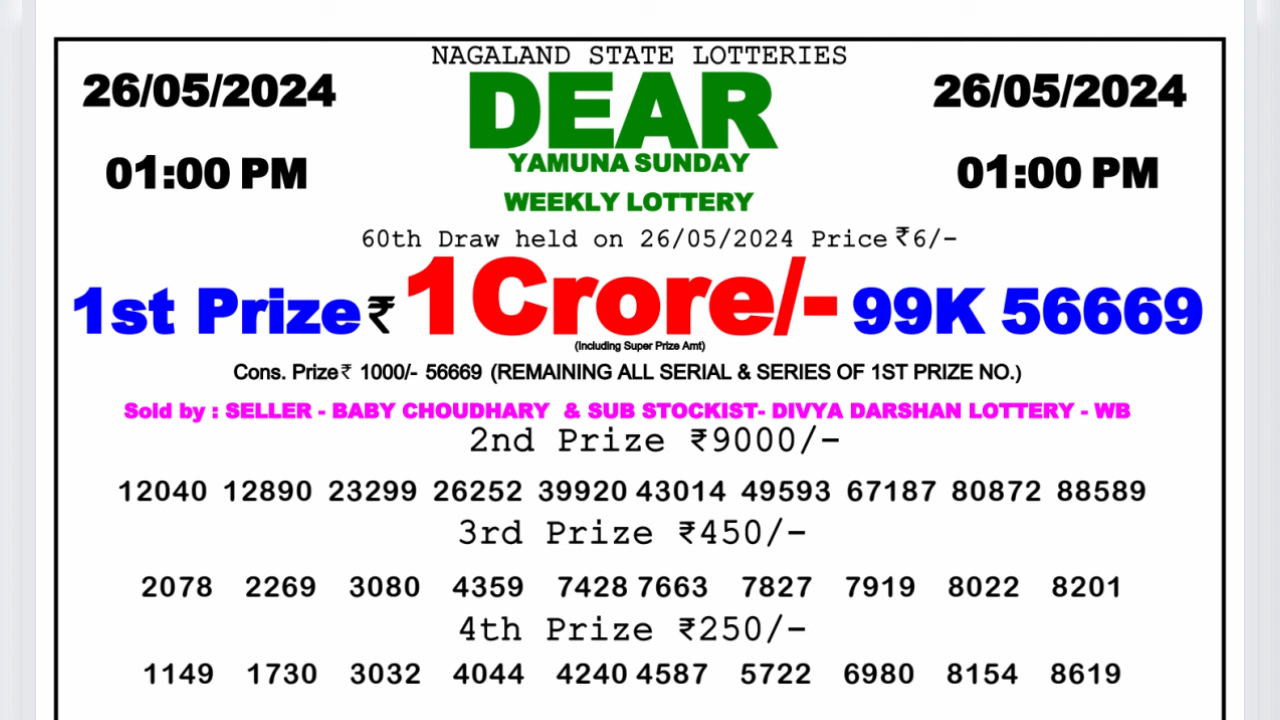 NAGALAND STATE LOTTERIES
26/05/2024 DEAR 26/05/2024
YAMUNA SUNDAY
01:00 PM 01:00 PM
WEEKLY LOTTERY
60th Draw held on 26/05/2024 Price ₹6/-
1st Prize ₹ 1Crore/- 99K 56669
(Including Super Prize Amt)
Cons. Prize ₹ 1000/- 56669 (REMAINING ALL SERIAL & SERIES OF 1ST PRIZE NO.)
Sold by : SELLER - BABY CHOUDHARY & SUB STOCKIST- DIVYA DARSHAN LOTTERY - WB
2nd Prize ₹9000/-
12040 12890 23299 26252 39920 43014 49593 67187 80872 88589
3rd Prize ₹450/-
2078 2269 3080 4359 7428 7663 7827 7919 8022 8201
4th Prize ₹250/-
1149 1730 3032 4044 4240 4587 5722 6980 8154 8619